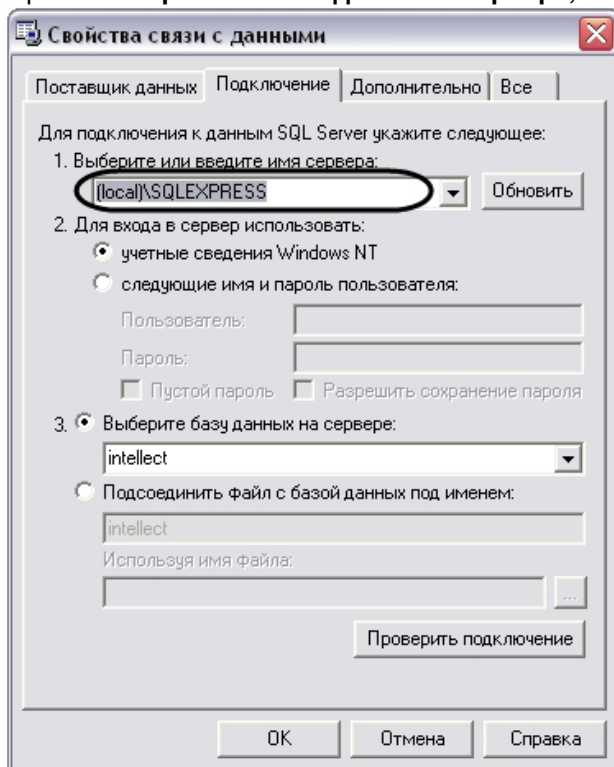 Свойства связи с данными
Поставщик данных Подключение Дополнительно Все
Для подключения к данным SQL Server укажите следующее:
1. Выберите или введите имя сервера:
(local)\SQLEXPRESS Обновить
2. Для входа в сервер использовать:
учетные сведения Windows NT
следующие имя и пароль пользователя:
Пользователь:
Пароль:
Пустой пароль Разрешить сохранение пароля
3. Выберите базу данных на сервере:
intellect
Подсоединить файл с базой данных под именем:
intellect
Используя имя файла:
...
Проверить подключение
OK Отмена Справка